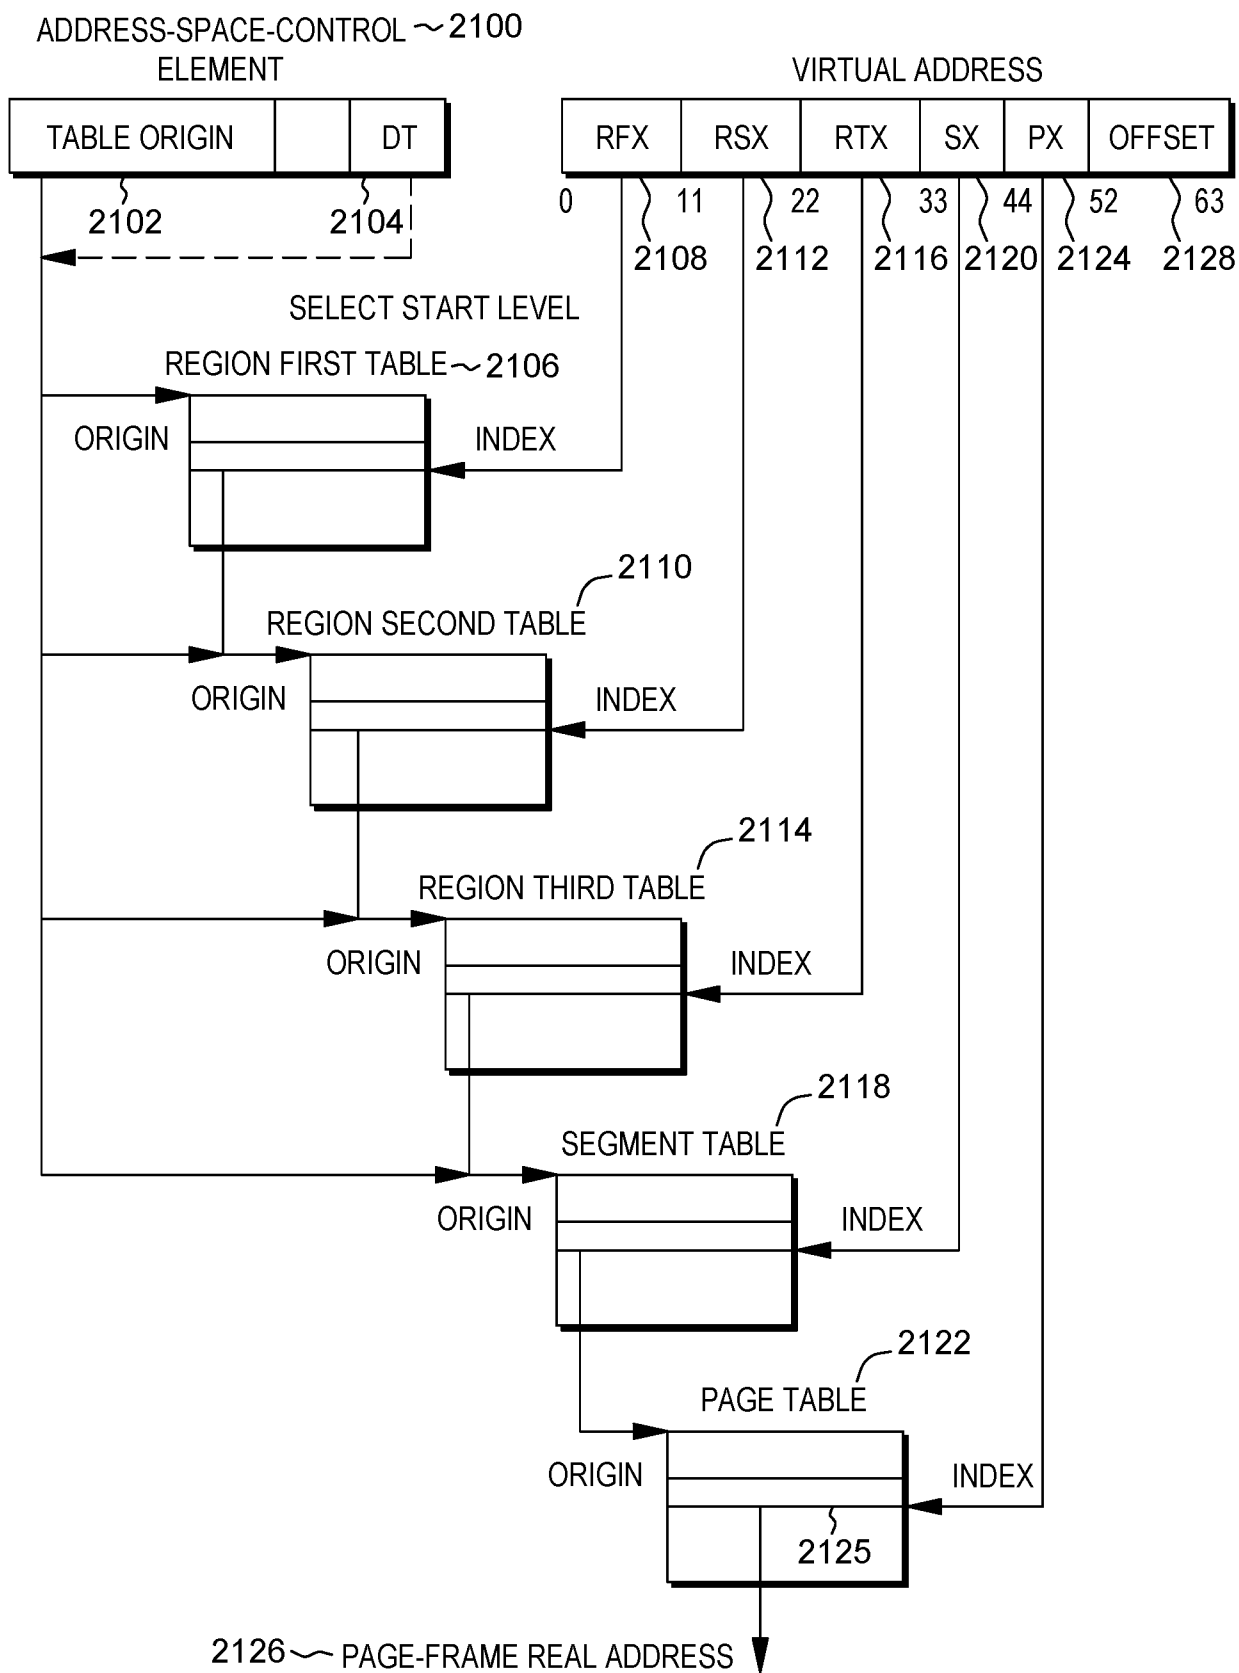 ADDRESS-SPACE-CONTROL 2100
ELEMENT
VIRTUAL ADDRESS
TABLE ORIGIN DT
RFX RSX RTX SX PX OFFSET
0 11 22 33 44 52 63
2102 2104
2108 2112 2116 2120 2124 2128
SELECT START LEVEL
REGION FIRST TABLE 2106
ORIGIN INDEX
2110
REGION SECOND TABLE
ORIGIN INDEX
2114
REGION THIRD TABLE
ORIGIN INDEX
2118
SEGMENT TABLE
ORIGIN INDEX
2122
PAGE TABLE
ORIGIN INDEX
2125
2126 PAGE-FRAME REAL ADDRESS